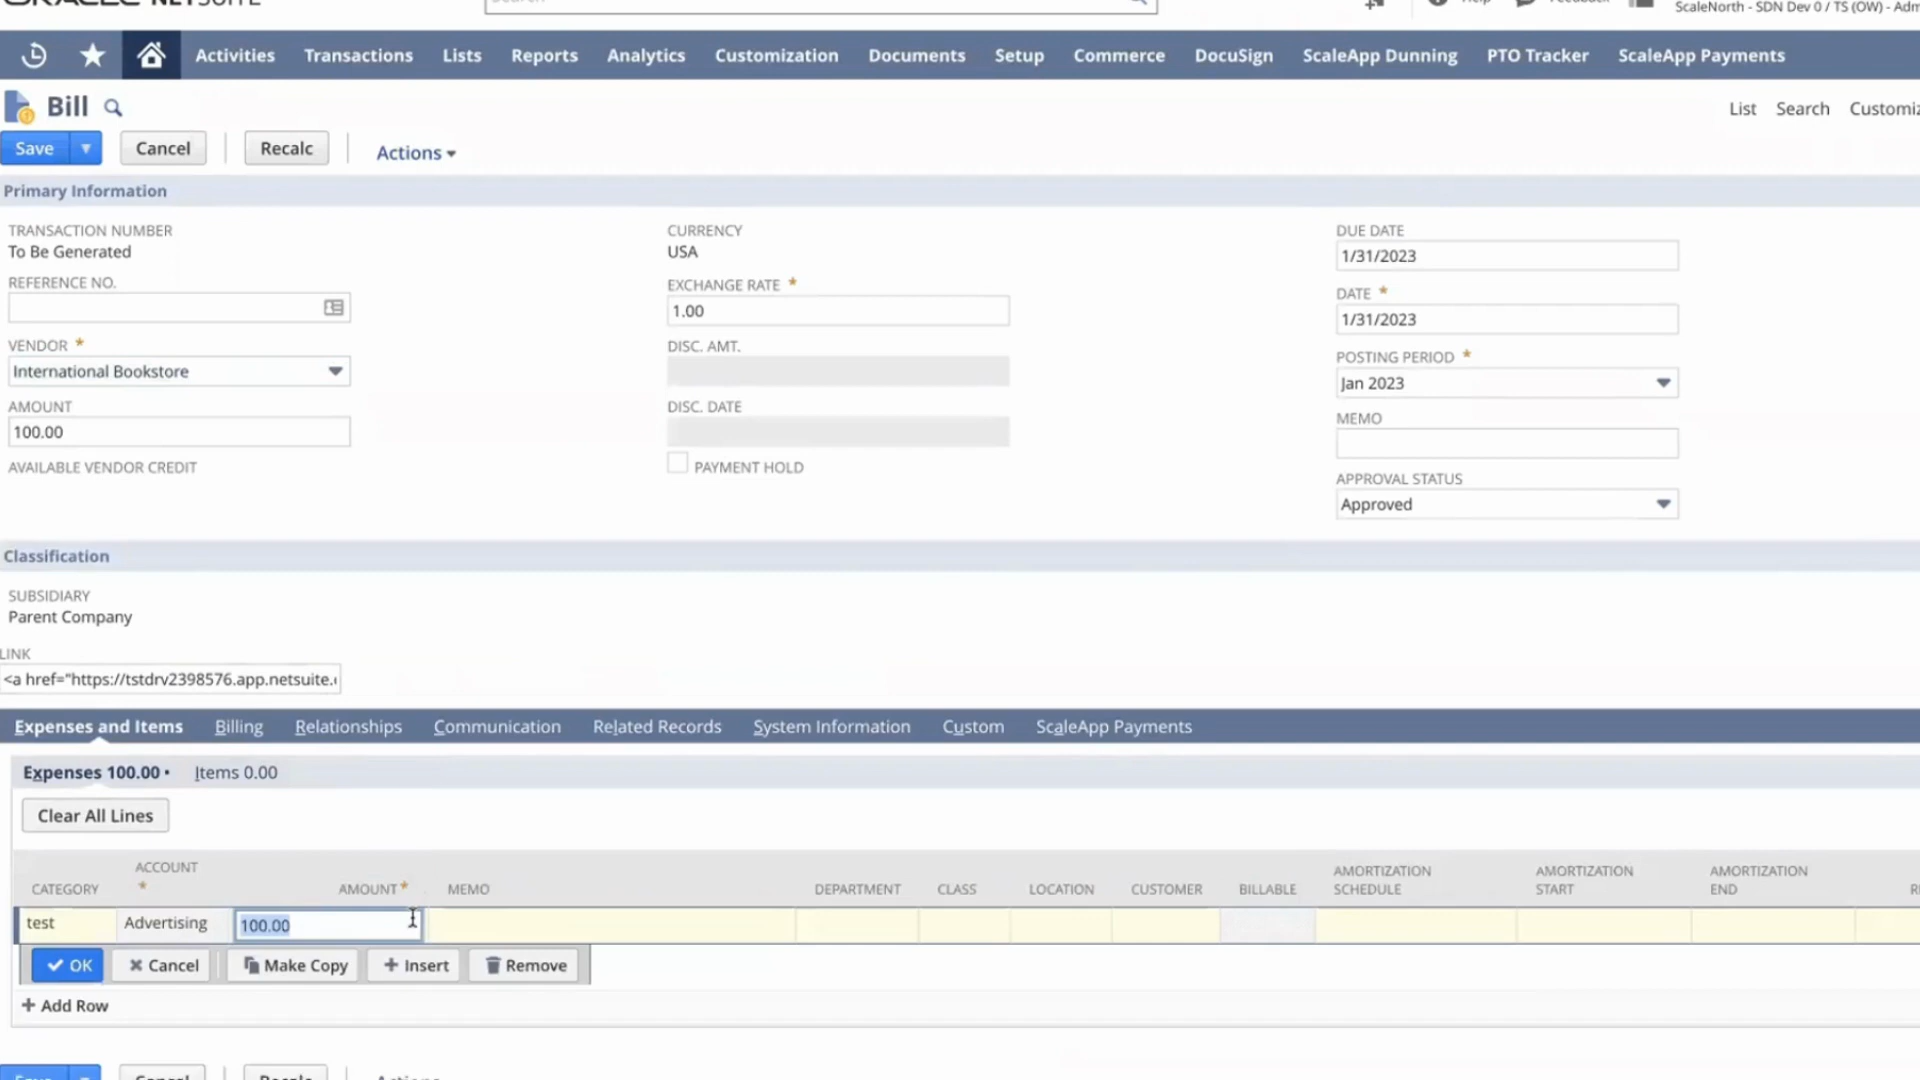 ORACLE NETSUITE
Search
Help
Feedback
ScaleNorth - SDN Dev 0 / TS (OW) -
Activities Transactions Lists Reports Analytics Customization Documents Setup Commerce DocuSign ScaleApp Dunning PTO Tracker ScaleApp Payments
Bill
List Search
Save Cancel Recalc Actions
Primary Information
TRANSACTION NUMBER
To Be Generated
REFERENCE NO.
VENDOR *
International Bookstore
AMOUNT
100.00
AVAILABLE VENDOR CREDIT
CURRENCY
USA
EXCHANGE RATE *
1.00
DISC. AMT.
DISC. DATE
PAYMENT HOLD
DUE DATE
1/31/2023
DATE *
1/31/2023
POSTING PERIOD *
Jan 2023
MEMO
APPROVAL STATUS
Approved
Classification
SUBSIDIARY
Parent Company
LINK
<a href="https://tstdrv2398576.app.netsuite.
Expenses and Items Billing Relationships Communication Related Records System Information Custom ScaleApp Payments
Expenses 100.00 • Items 0.00
Clear All Lines
CATEGORY ACCOUNT * AMOUNT * MEMO DEPARTMENT CLASS LOCATION CUSTOMER BILLABLE AMORTIZATION SCHEDULE AMORTIZATION START AMORTIZATION END
test Advertising 100.00
OK Cancel Make Copy + Insert Remove
+ Add Row
Save Cancel Recalc Actions